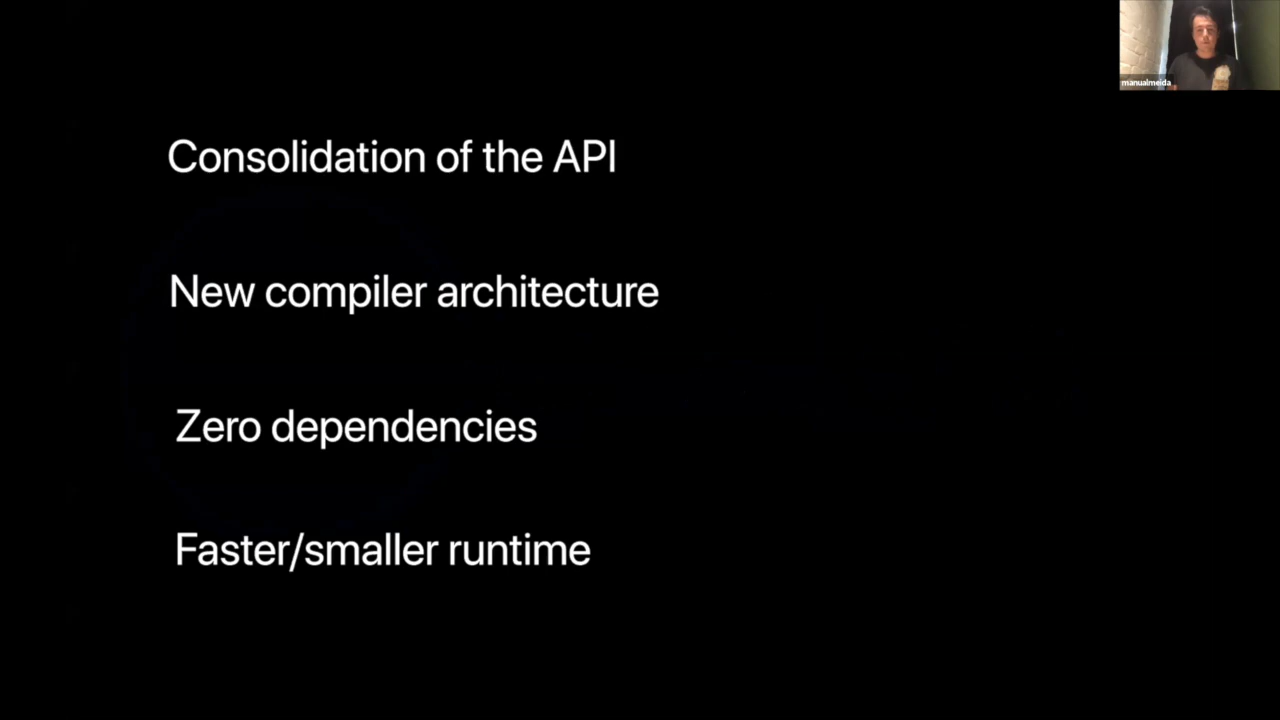 manualmeida
Consolidation of the API
New compiler architecture
Zero dependencies
Faster/smaller runtime